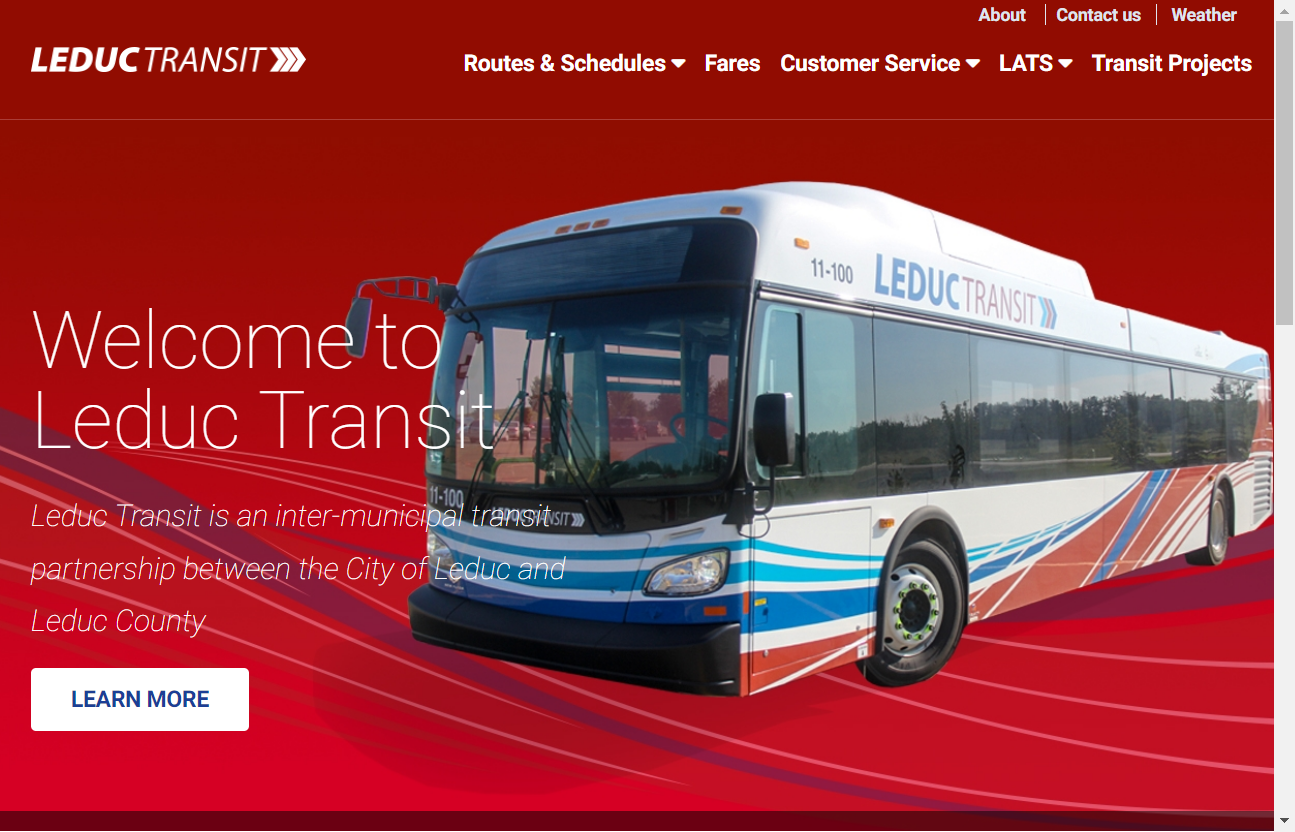 About
Contact us
Weather
LEDUC TRANSIT
Routes & Schedules
Fares
Customer Service
LATS
Transit Projects
11-100
LEDUC TRANSIT
Welcome to
Leduc Transit
11-100
LEDUC TRANSIT
Leduc Transit is an inter-municipal transit
partnership between the City of Leduc and
Leduc County
LEARN MORE